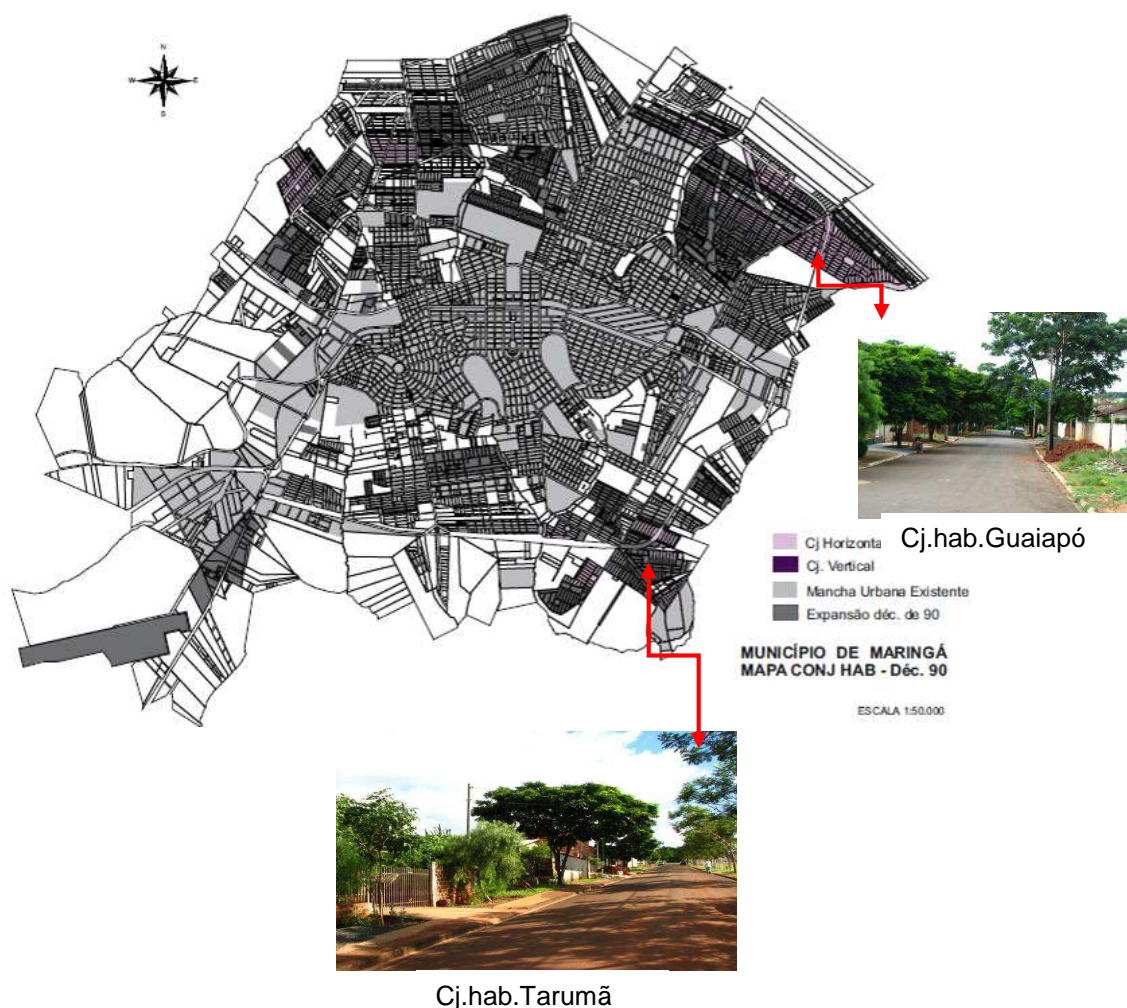 N
W
E
S
Cj.hab.Guaiapó
Cj Horizonta
Cj. Vertical
Mancha Urbana Existente
Expansão déc. de 90
MUNICÍPIO DE MARINGÁ
MAPA CONJ HAB - Déc. 90
ESCALA 1:50.000
Cj.hab.Tarumã